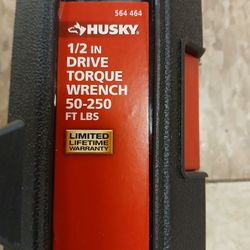 564 464
HUSKY
1/2 IN
DRIVE
TORQUE
WRENCH
50-250
FT LBS
LIMITED
LIFETIME
WARRANTY